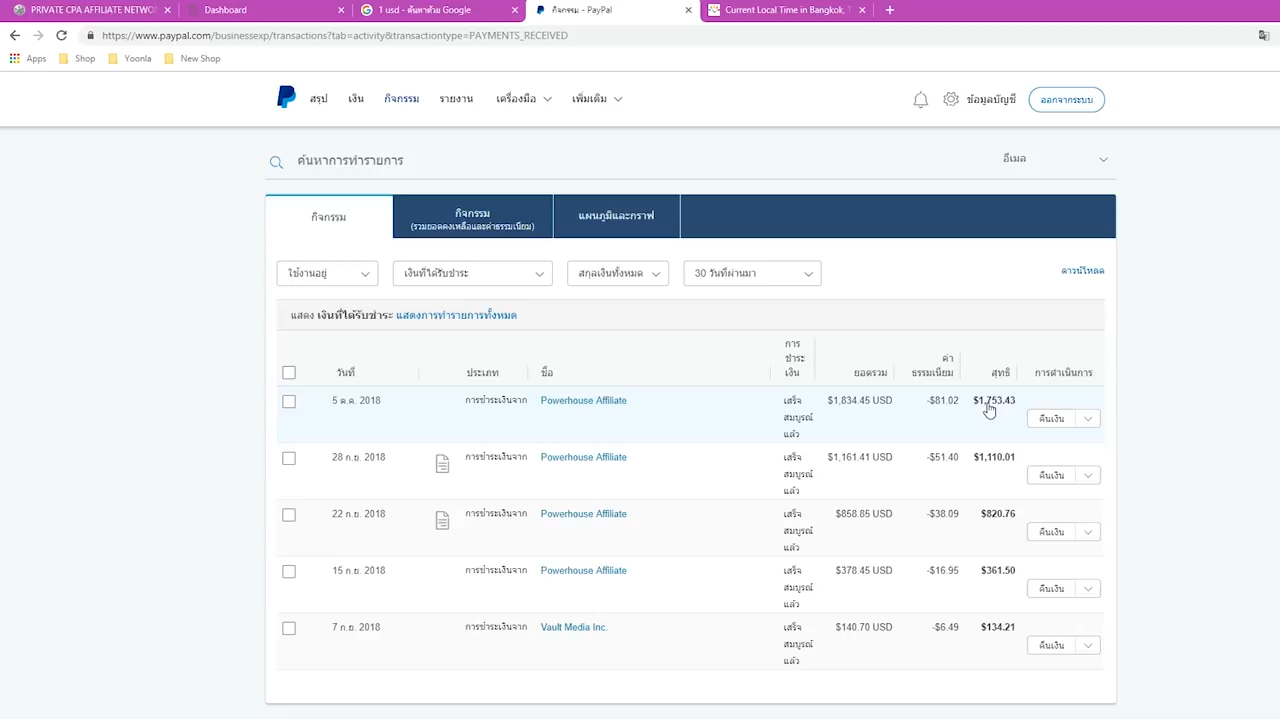 PRIVATE CPA AFFILIATE NETWOR
Dashboard
1 usd - ค้นหาด้วย Google
กิจกรรม - PayPal
Current Local Time in Bangkok, T
https://www.paypal.com/businessexp/transactions?tab=activity&transactiontype=PAYMENTS_RECEIVED
Apps Shop Yoonla New Shop
สรุป เงิน กิจกรรม รายงาน เครื่องมือ เพิ่มเติม ข้อมูลบัญชี ออกจากระบบ
ค้นหาการทำรายการ อีเมล
กิจกรรม
กิจกรรม
(รวมยอดคงเหลือและค่าธรรมเนียม)
แผนภูมิและกราฟ
ใช้งานอยู่ เงินที่ได้รับชำระ สกุลเงินทั้งหมด 30 วันที่ผ่านมา ดาวน์โหลด
แสดง เงินที่ได้รับชำระ แสดงการทำรายการทั้งหมด
วันที่ ประเภท ชื่อ
การ
ชำระ
เงิน
ยอดรวม
ค่า
ธรรมเนียม
สุทธิ การดำเนินการ
5 ต.ค. 2018 การชำระเงินจาก Powerhouse Affiliate
เสร็จ
สมบูรณ์
แล้ว
$1,834.45 USD -$81.02 $1,753.43
คืนเงิน
28 ก.ย. 2018 การชำระเงินจาก Powerhouse Affiliate
เสร็จ
สมบูรณ์
แล้ว
$1,161.41 USD -$51.40 $1,110.01
คืนเงิน
22 ก.ย. 2018 การชำระเงินจาก Powerhouse Affiliate
เสร็จ
สมบูรณ์
แล้ว
$858.85 USD -$38.09 $820.76
คืนเงิน
15 ก.ย. 2018 การชำระเงินจาก Powerhouse Affiliate
เสร็จ
สมบูรณ์
แล้ว
$378.45 USD -$16.95 $361.50
คืนเงิน
7 ก.ย. 2018 การชำระเงินจาก Vault Media Inc.
เสร็จ
สมบูรณ์
แล้ว
$140.70 USD -$6.49 $134.21
คืนเงิน